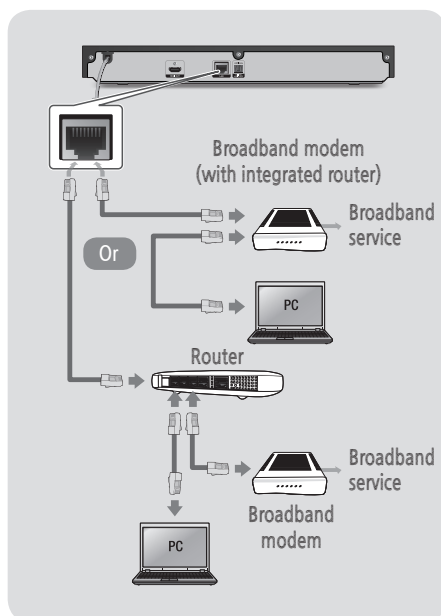 Broadband modem
(with integrated router)
Broadband
service
Or
PC
Router
Broadband
service
Broadband
modem
PC